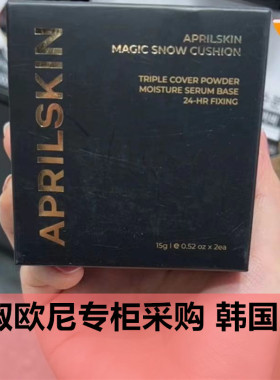 APRILSKIN
MAGIC SNOW CUSHION
TRIPLE COVER POWDER
MOISTURE SERUM BASE
24-HR FIXING
APRILSKIN
15g | ℮ 0.52 oz x 2ea
欧尼专柜采购 韩国